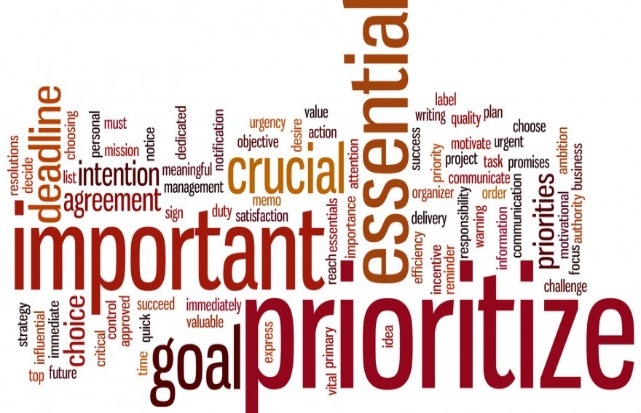 label
value
writing
quality
plan
essential
deadline
resolutions
decide
choosing
personal
must
mission
notice
dedicated
notification
urgency
objective
desire
action
success
choose
motivate
urgent
ambition
business
list
intention
meaningful
management
crucial
attention
priority
project
task
promises
communicate
agreement
sign
duty
memo
satisfaction
essentials
reach
importance
organizer
order
delivery
responsibility
warning
information
communication
priorities
motivational
authority
focus
important
efficiency
incentive
reminder
challenge
prioritize
strategy
influential
immediate
choice
top
future
critical
control
approved
succeed
quick
time
immediately
valuable
goal
express
vital
primary
idea